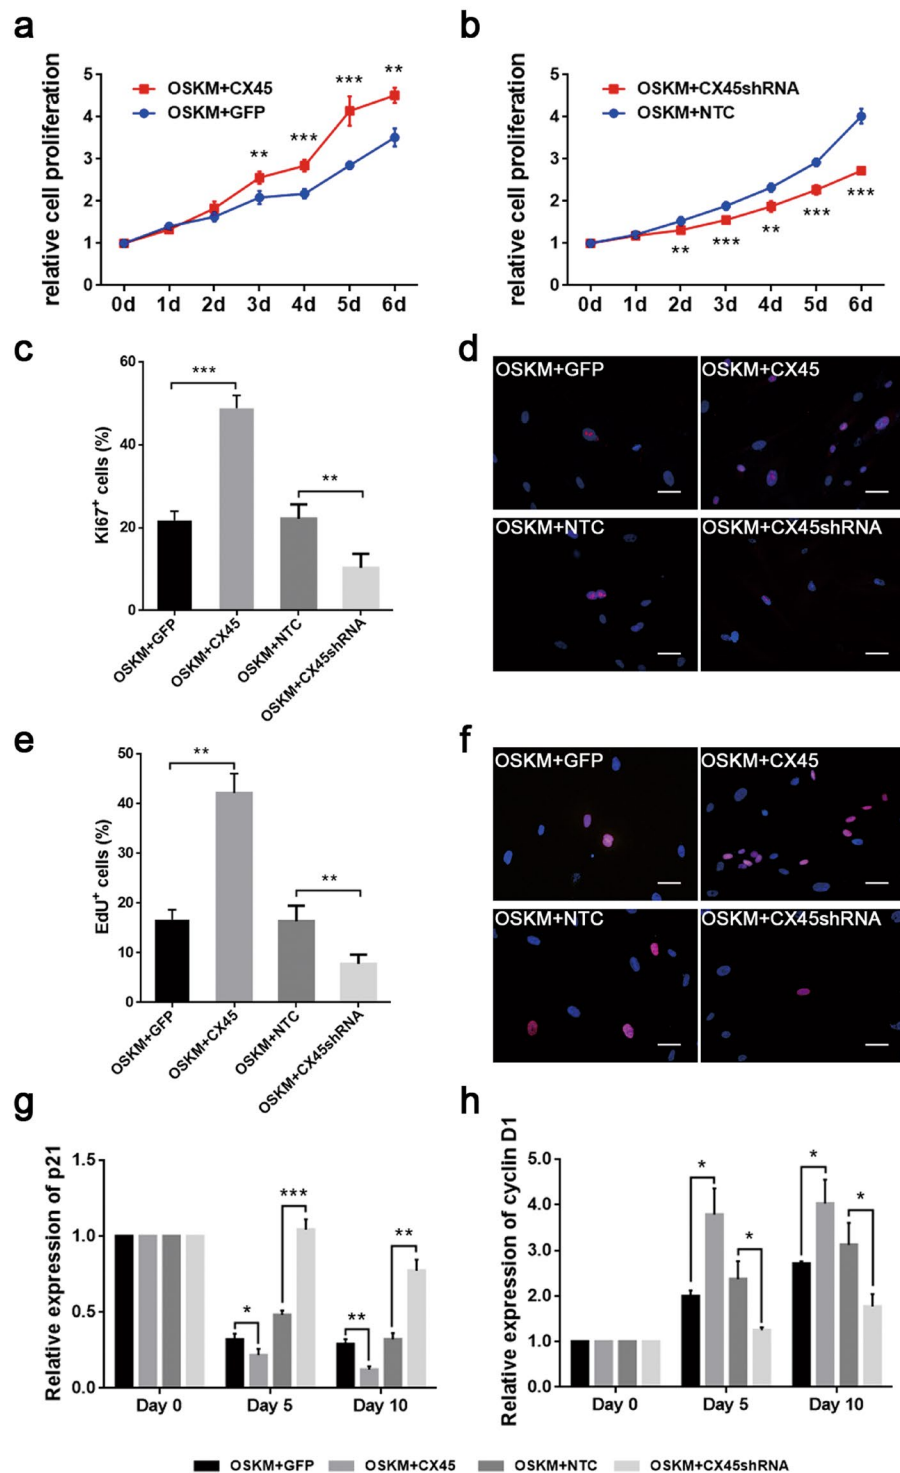 a
relative cell proliferation
5
4
3
2
1
0
OSKM+CX45
OSKM+GFP
**
***
***
**
0d 1d 2d 3d 4d 5d 6d
b
relative cell proliferation
5
4
3
2
1
0
OSKM+CX45shRNA
OSKM+NTC
**
***
**
***
***
0d 1d 2d 3d 4d 5d 6d
c
Ki67+ cells (%)
60
40
20
0
***
**
OSKM+GFP
OSKM+CX45
OSKM+NTC
OSKM+CX45shRNA
d
OSKM+GFP
OSKM+CX45
OSKM+NTC
OSKM+CX45shRNA
e
EdU+ cells (%)
50
40
30
20
10
0
**
**
OSKM+GFP
OSKM+CX45
OSKM+NTC
OSKM+CX45shRNA
f
OSKM+GFP
OSKM+CX45
OSKM+NTC
OSKM+CX45shRNA
g
Relative expression of p21
1.5
1.0
0.5
0.0
*
***
**
**
Day 0 Day 5 Day 10
h
Relative expression of cyclin D1
5.0
4.0
3.0
2.0
1.0
0.0
*
*
*
*
Day 0 Day 5 Day 10
OSKM+GFP OSKM+CX45 OSKM+NTC OSKM+CX45shRNA